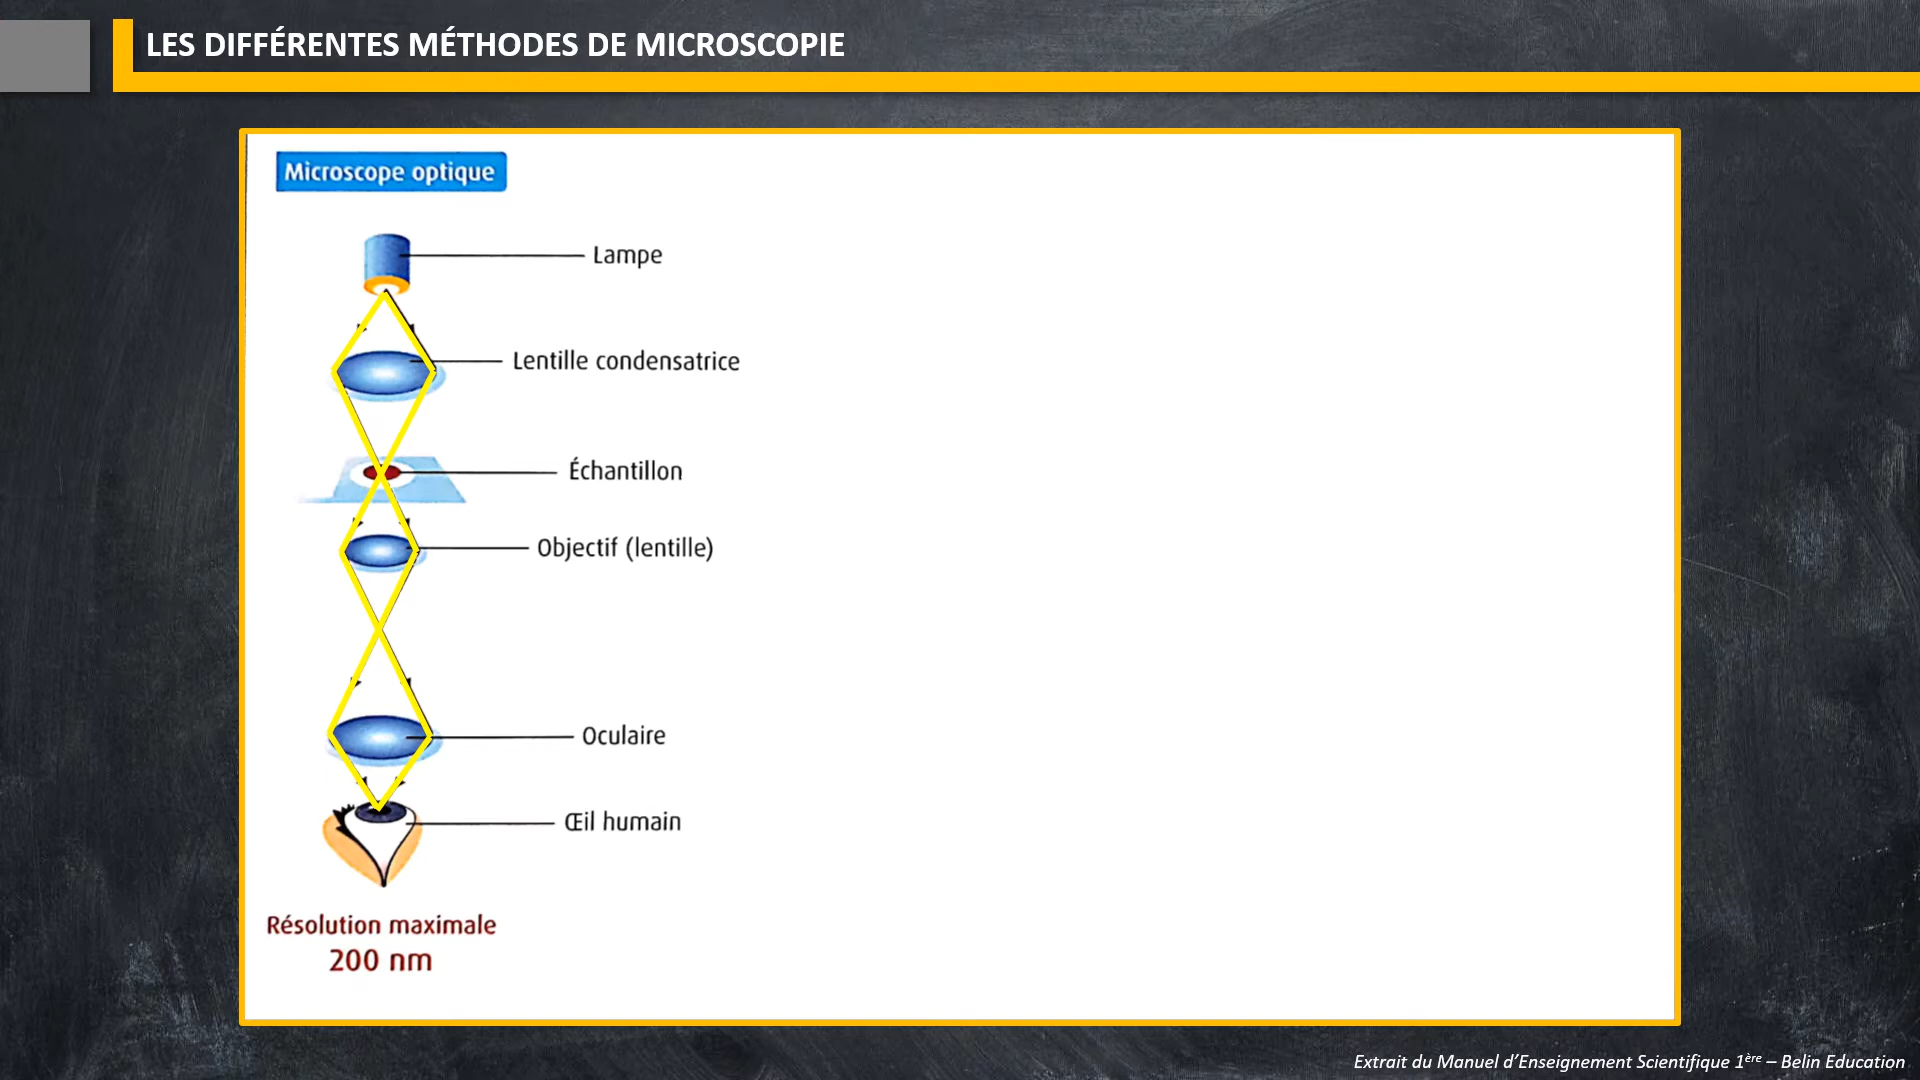 LES DIFFÉRENTES MÉTHODES DE MICROSCOPIE
Microscope optique
Lampe
Lentille condensatrice
Échantillon
Objectif (lentille)
Oculaire
Œil humain
Résolution maximale
200 nm
Extrait du Manuel d’Enseignement Scientifique 1ère – Belin Education